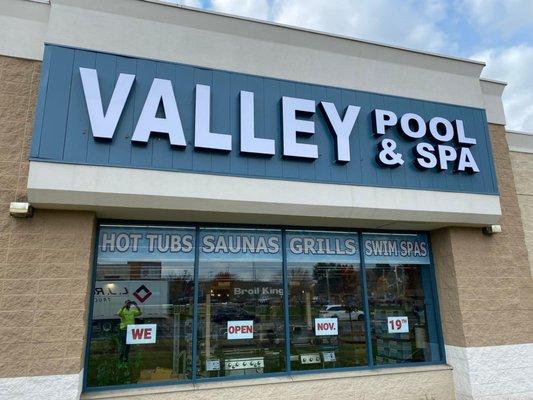 VALLEY POOL & SPA
HOT TUBS SAUNAS GRILLS SWIM SPAS
Broil King
WE OPEN NOV. 19TH